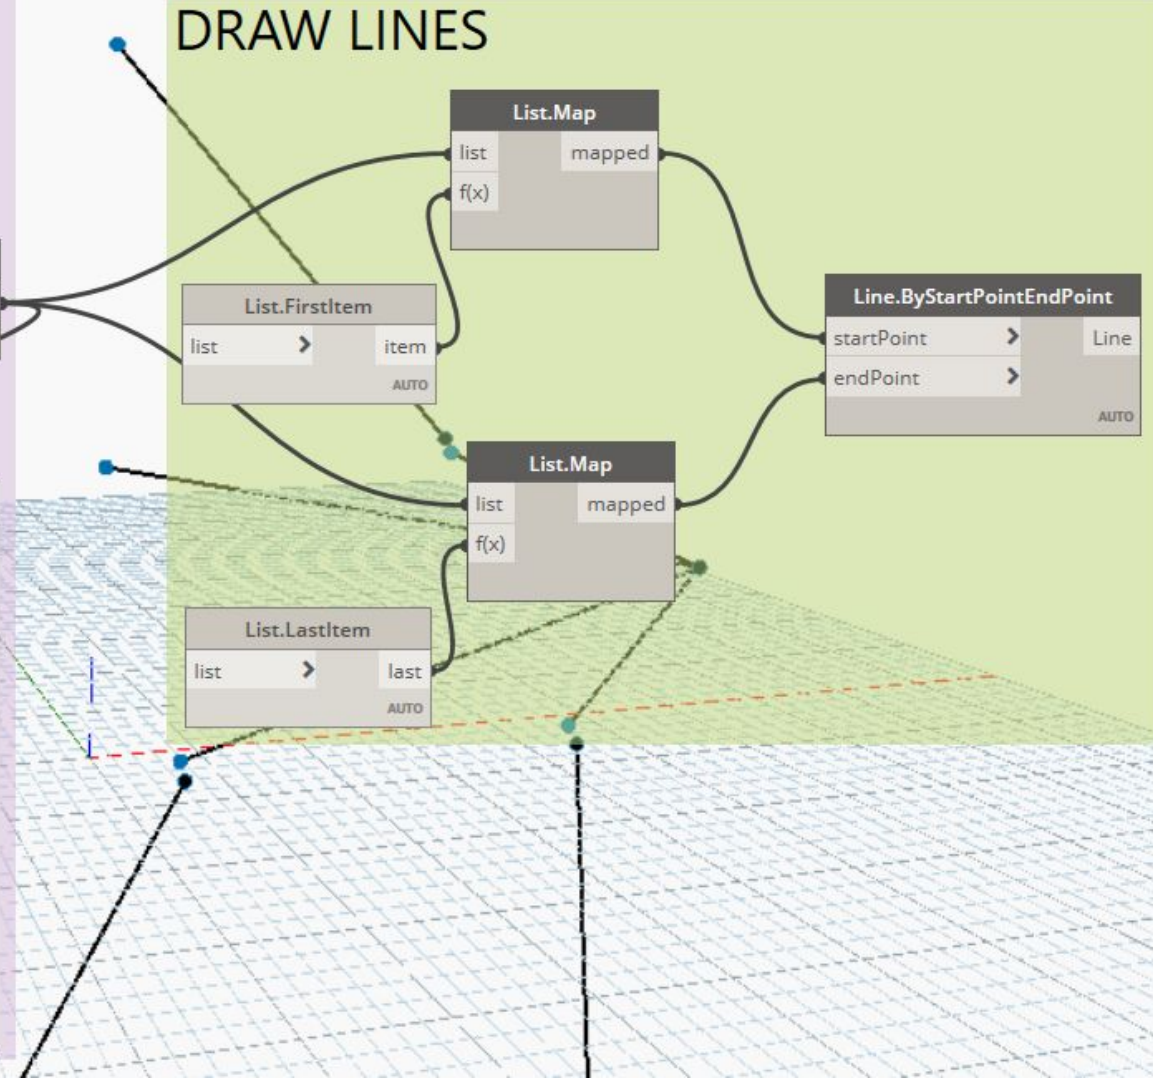 DRAW LINES
List.Map
list
mapped
f(x)
List.FirstItem
list
>
item
AUTO
Line.ByStartPointEndPoint
startPoint
>
Line
endPoint
>
AUTO
List.Map
list
mapped
f(x)
List.LastItem
list
>
last
AUTO